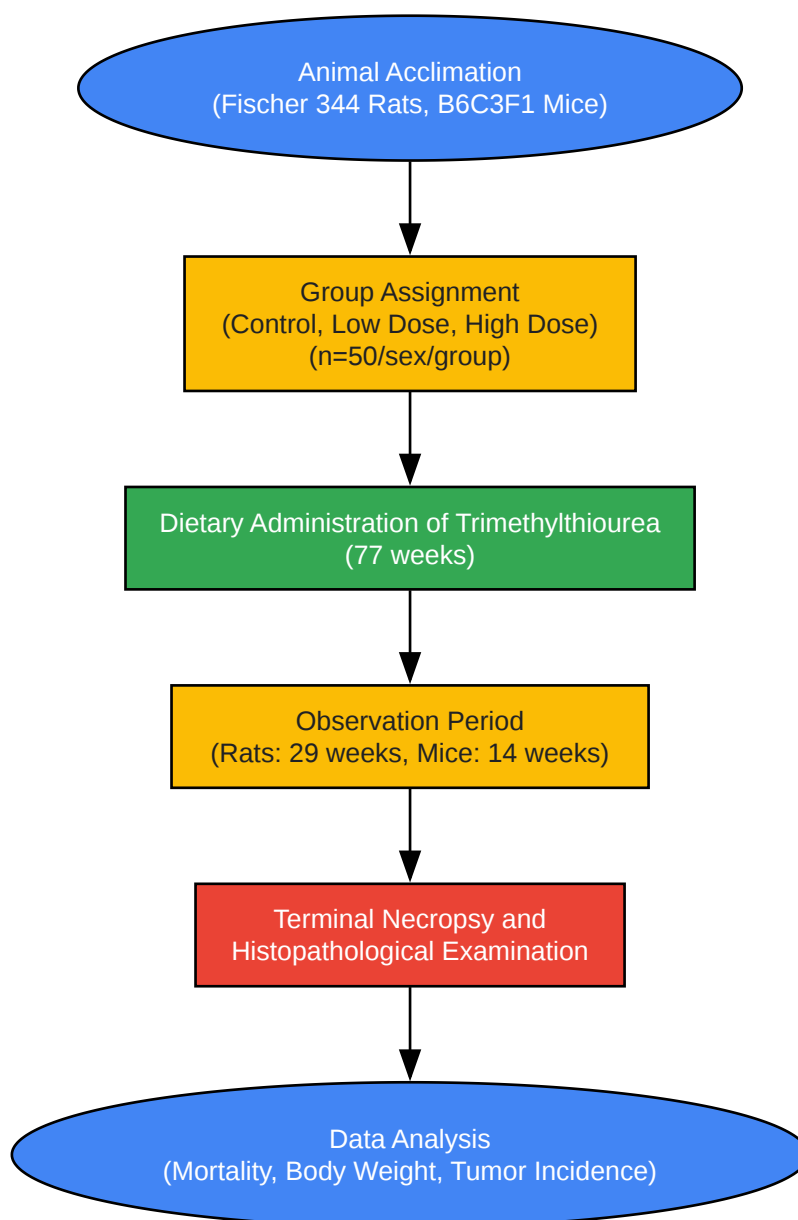 Animal Acclimation
(Fischer 344 Rats, B6C3F1 Mice)
Group Assignment
(Control, Low Dose, High Dose)
(n=50/sex/group)
Dietary Administration of Trimethylthiourea
(77 weeks)
Observation Period
(Rats: 29 weeks, Mice: 14 weeks)
Terminal Necropsy and
Histopathological Examination
Data Analysis
(Mortality, Body Weight, Tumor Incidence)